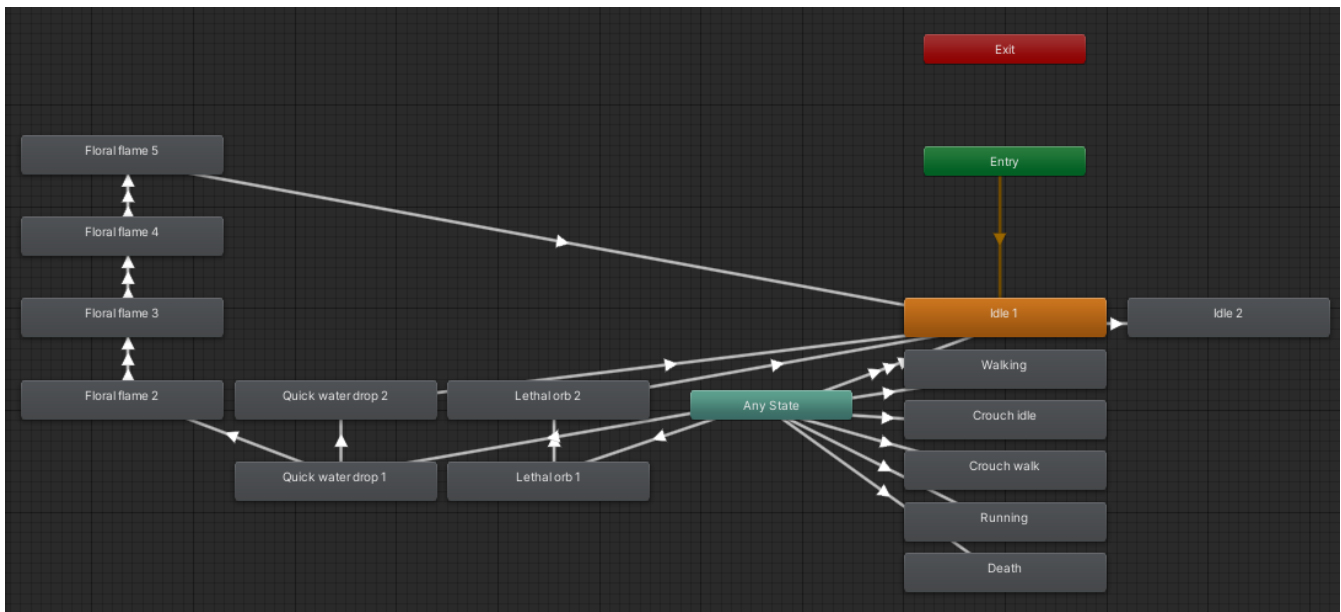 Exit
Floral flame 5
Entry
Floral flame 4
Floral flame 3
Idle 1
Idle 2
Walking
Floral flame 2
Quick water drop 2
Lethal orb 2
Any State
Crouch idle
Crouch walk
Quick water drop 1
Lethal orb 1
Running
Death